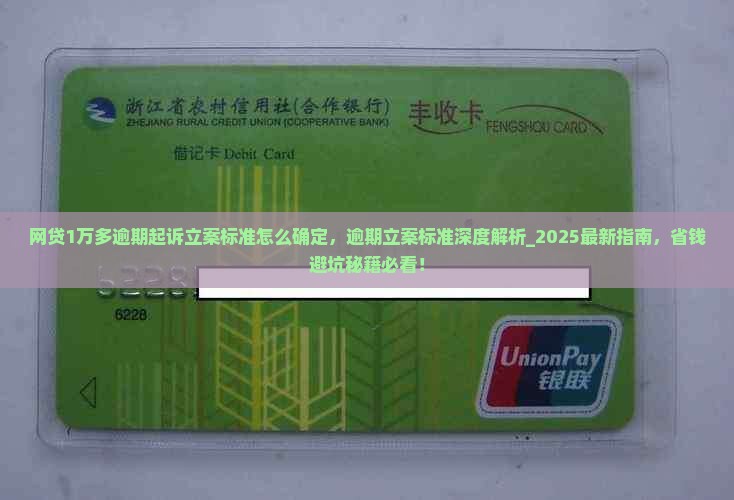 浙江省农村信用社(合作银行)
ZHEJIANG RURAL CREDIT UNION (COOPERATIVE BANK)
丰收卡
FENGSHOU CARD
借记卡 Debit Card
网贷1万多逾期起诉立案标准怎么确定，逾期立案标准深度解析_2025最新指南，省钱
避坑秘籍必看！
6228
6228
UnionPay
银联